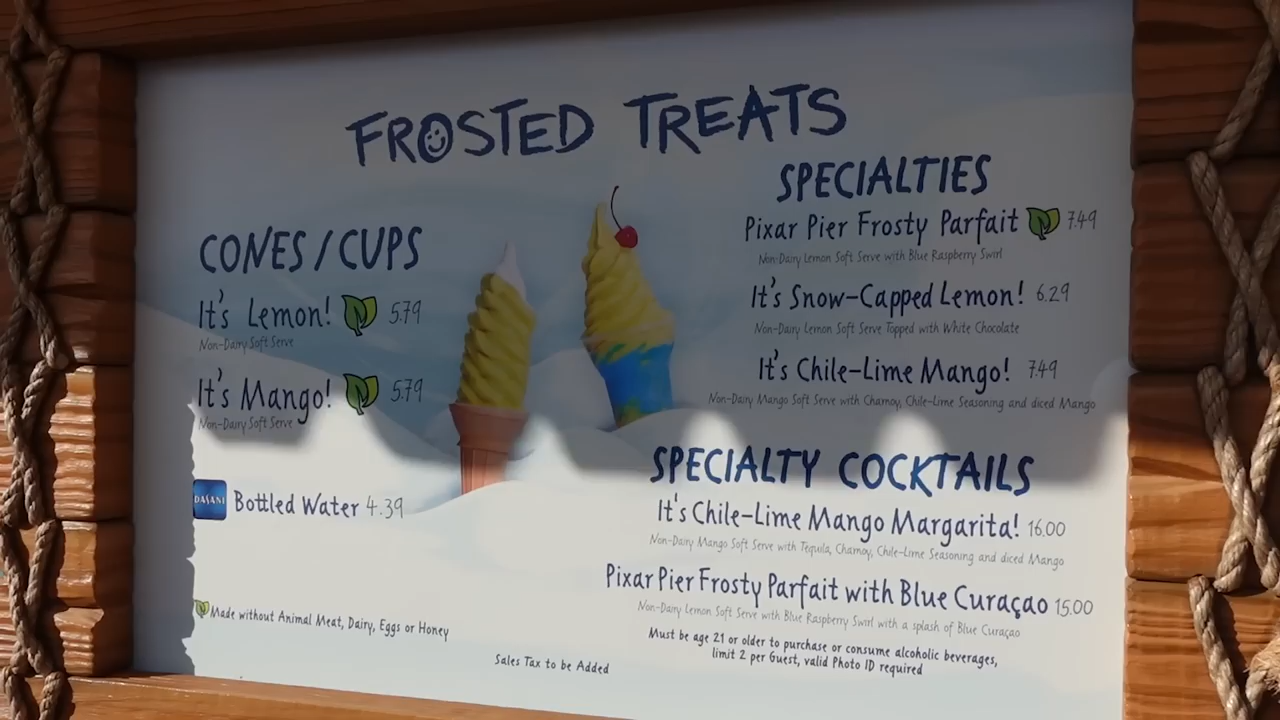 FROSTED TREATS
CONES / CUPS
It's Lemon! 5.79
Non-Dairy Soft Serve
It's Mango! 5.79
Non-Dairy Soft Serve
DASANI Bottled Water 4.39
Made without Animal Meat, Dairy, Eggs or Honey
Sales Tax to be Added
SPECIALTIES
Pixar Pier Frosty Parfait 7.49
Non-Dairy Lemon Soft Serve with Blue Raspberry Swirl
It's Snow-Capped Lemon! 6.29
Non-Dairy Lemon Soft Serve Topped with White Chocolate
It's Chile-Lime Mango! 7.49
Non-Dairy Mango Soft Serve with Chamoy, Chile-Lime Seasoning and diced Mango
SPECIALTY COCKTAILS
It's Chile-Lime Mango Margarita! 16.00
Non-Dairy Mango Soft Serve with Tequila, Chamoy, Chile-Lime Seasoning and diced Mango
Pixar Pier Frosty Parfait with Blue Curaçao 15.00
Non-Dairy Lemon Soft Serve with Blue Raspberry Swirl with a splash of Blue Curaçao
Must be age 21 or older to purchase or consume alcoholic beverages,
limit 2 per Guest, valid Photo ID required